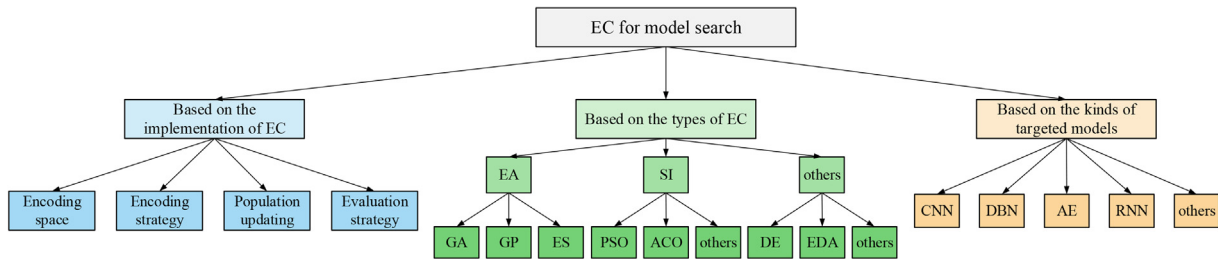 EC for model search
Based on the
implementation of EC
Based on the types of EC
Based on the kinds of
targeted models
EA
SI
others
Encoding
space
Encoding
strategy
Population
updating
Evaluation
strategy
CNN
DBN
AE
RNN
others
GA
GP
ES
PSO
ACO
others
DE
EDA
others